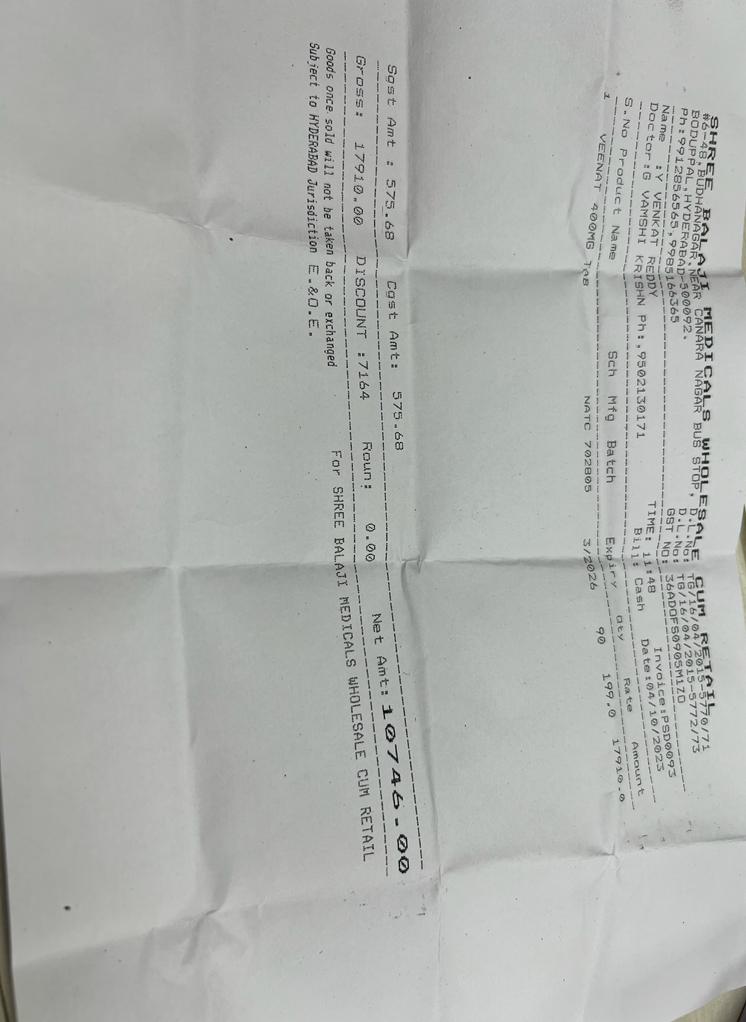 SHREE BALAJI MEDICALS WHOLESALE CUM RETAIL
#6-48,BUDHANAGAR,NEAR CANARA NAGAR BUS STOP, D.L.No: TG/16/04/2015-5770/71
BODUPPAL,HYDERABAD-500092. D.L.No: TG/16/04/2015-5772/73
Ph:9912856565,9985166365 GST NO: 36ADOFS0905M1ZO
Name :Y VENKAT REDDY TIME: 11:48 Invoice:PSD0093
Doctor:G VAMSHI KRISHN Ph:,9502130171 Bill: Cash Date:04/10/2023
S.No Product Name Sch Mfg Batch Expiry Qty Rate Amount
1 VEENAT 400MG TAB NATC 702805 3/2026 90 199.0 17910.0
Sgst Amt : 575.68 Cgst Amt: 575.68
Gross: 17910.00 DISCOUNT :7164 Roun: 0.00 Net Amt:10746.00
Goods once sold will not be taken back or exchanged
Subject to HYDERABAD Jurisdiction E.&O.E.
For SHREE BALAJI MEDICALS WHOLESALE CUM RETAIL